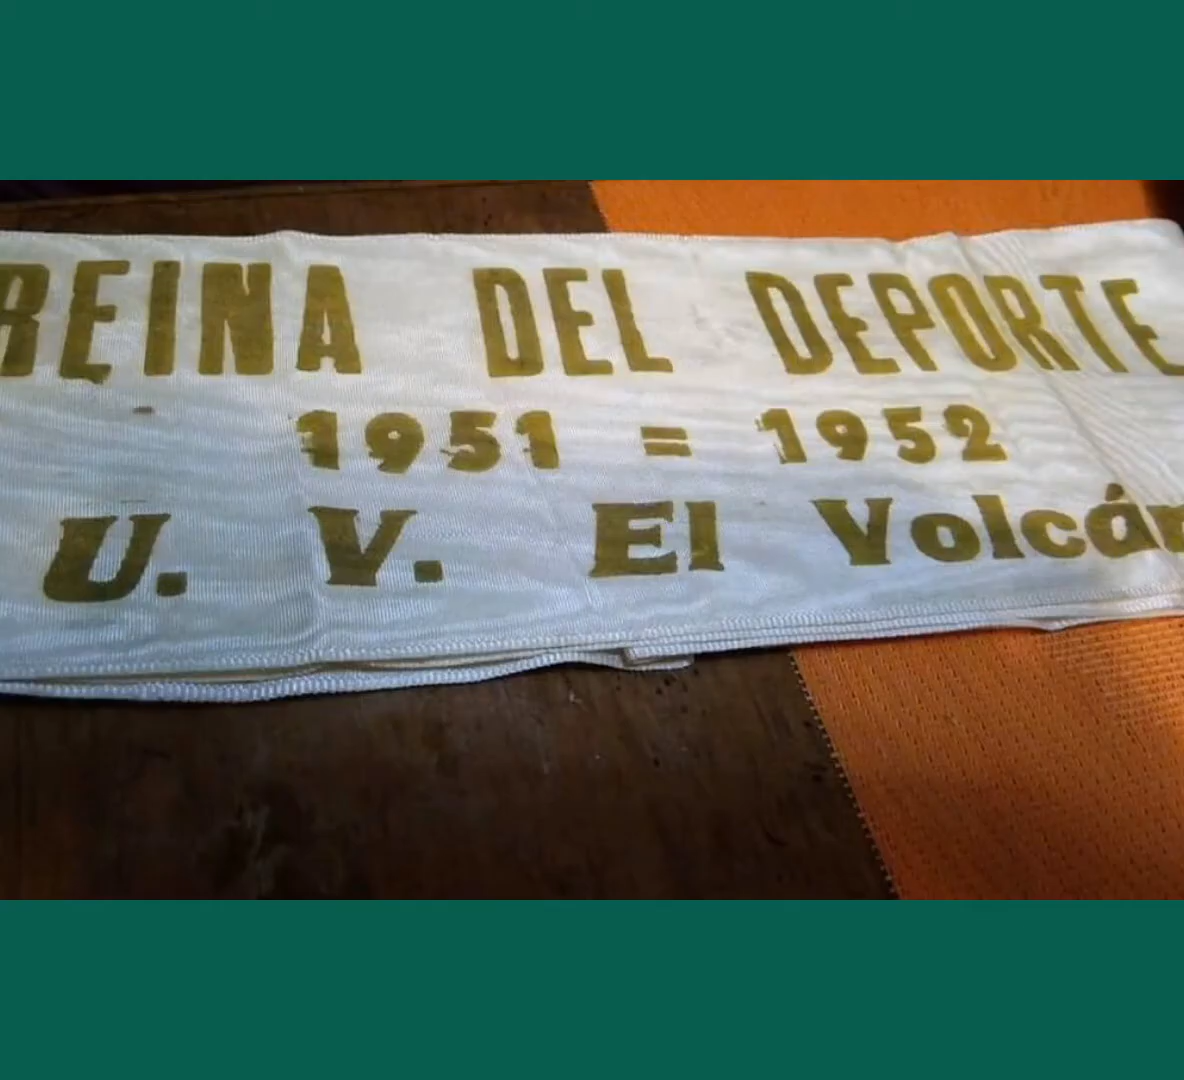 REINA DEL DEPORTE
1951 = 1952
U. V. El Volcán